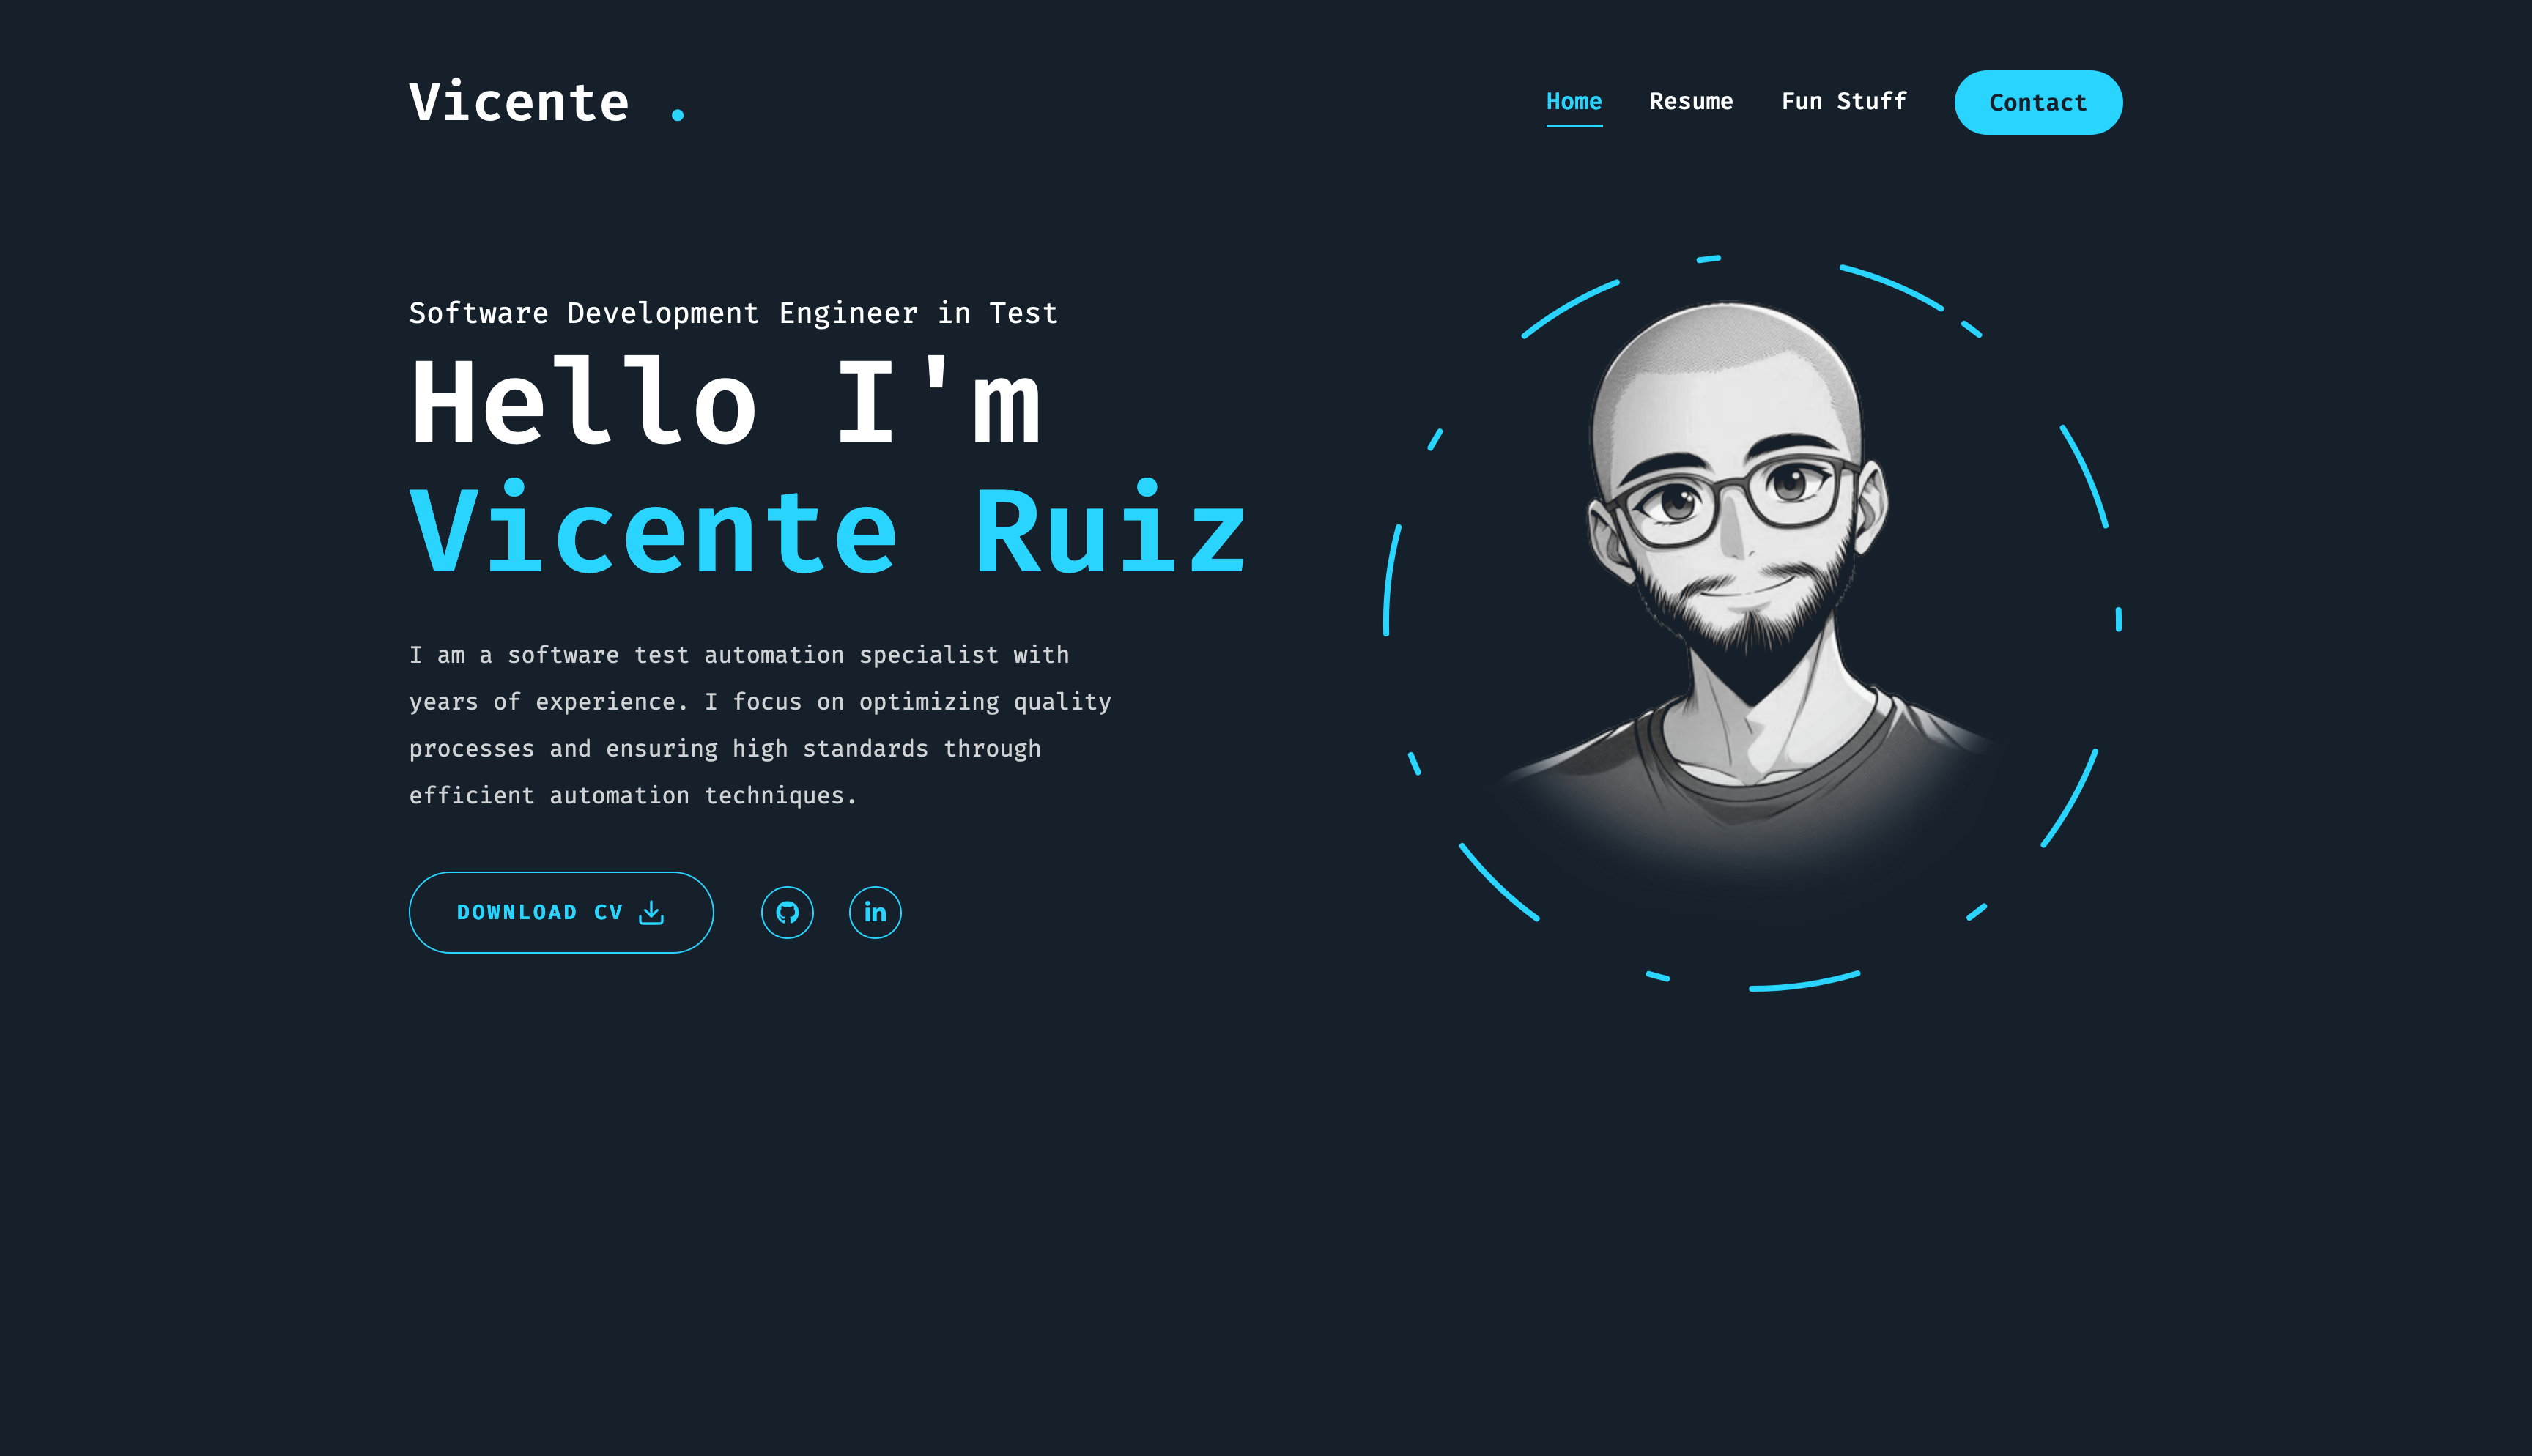 Vicente .
Home
Resume
Fun Stuff
Contact
Software Development Engineer in Test
Hello I'm
Vicente Ruiz
I am a software test automation specialist with
years of experience. I focus on optimizing quality
processes and ensuring high standards through
efficient automation techniques.
DOWNLOAD CV
in